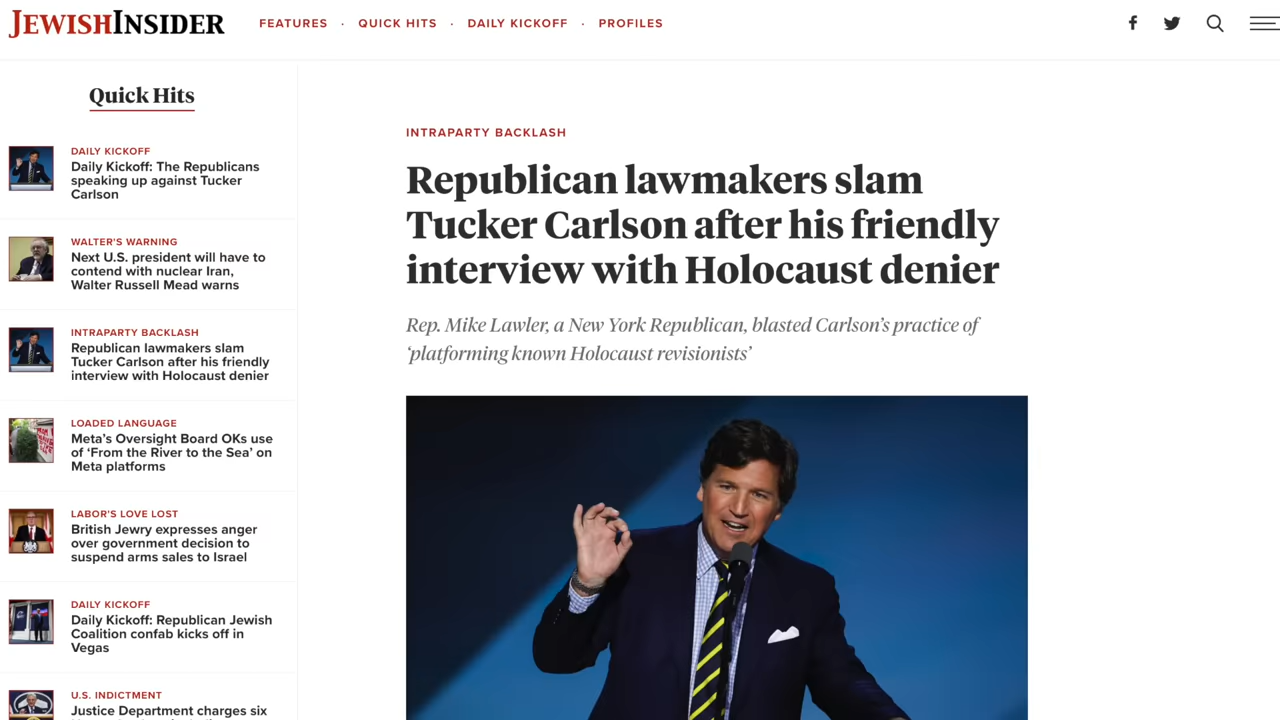 JEWISHINSIDER
FEATURES · QUICK HITS · DAILY KICKOFF · PROFILES
Quick Hits
DAILY KICKOFF
Daily Kickoff: The Republicans
speaking up against Tucker
Carlson
WALTER'S WARNING
Next U.S. president will have to
contend with nuclear Iran,
Walter Russell Mead warns
INTRAPARTY BACKLASH
Republican lawmakers slam
Tucker Carlson after his friendly
interview with Holocaust denier
LOADED LANGUAGE
Meta's Oversight Board OKs use
of 'From the River to the Sea' on
Meta platforms
LABOR'S LOVE LOST
British Jewry expresses anger
over government decision to
suspend arms sales to Israel
DAILY KICKOFF
Daily Kickoff: Republican Jewish
Coalition confab kicks off in
Vegas
U.S. INDICTMENT
Justice Department charges six
INTRAPARTY BACKLASH
Republican lawmakers slam
Tucker Carlson after his friendly
interview with Holocaust denier
Rep. Mike Lawler, a New York Republican, blasted Carlson's practice of
'platforming known Holocaust revisionists'